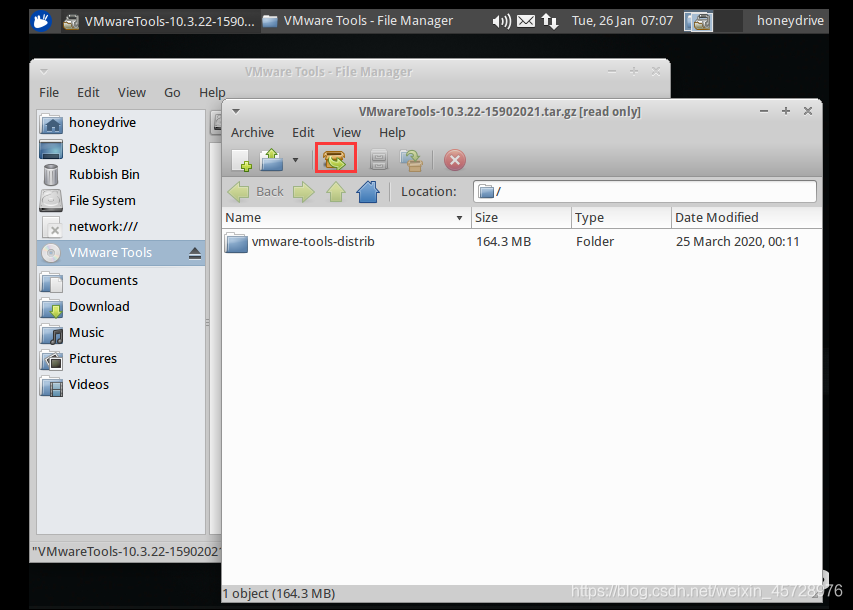 VMwareTools-10.3.22-1590... VMware Tools - File Manager Tue, 26 Jan 07:07 honeydrive
VMware Tools - File Manager
File Edit View Go Help
honeydrive
Desktop
Rubbish Bin
File System
network:///
VMware Tools
Documents
Download
Music
Pictures
Videos
"VMwareTools-10.3.22-1590202
VMwareTools-10.3.22-15902021.tar.gz [read only]
Archive Edit View Help
Back Location: /
Name Size Type Date Modified
vmware-tools-distrib 164.3 MB Folder 25 March 2020, 00:11
1 object (164.3 MB)
https://blog.csdn.net/weixin_45728976